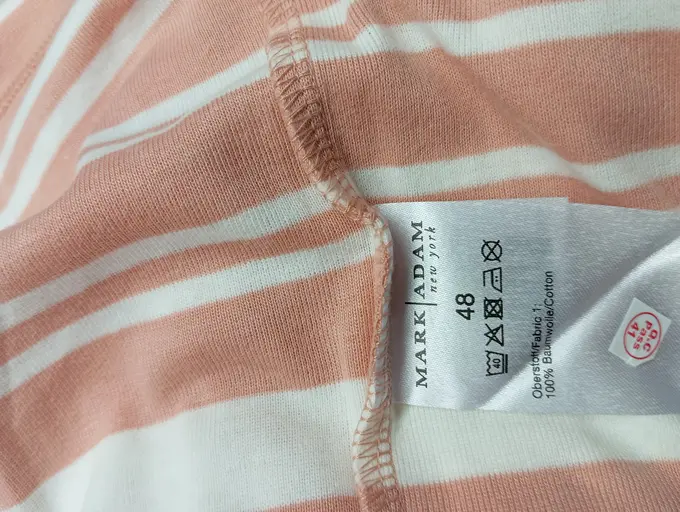 MARK | ADAM
new york
48
40
Oberstoff/Fabric 1:
100% Baumwolle/Cotton
Q.C
Pass
41